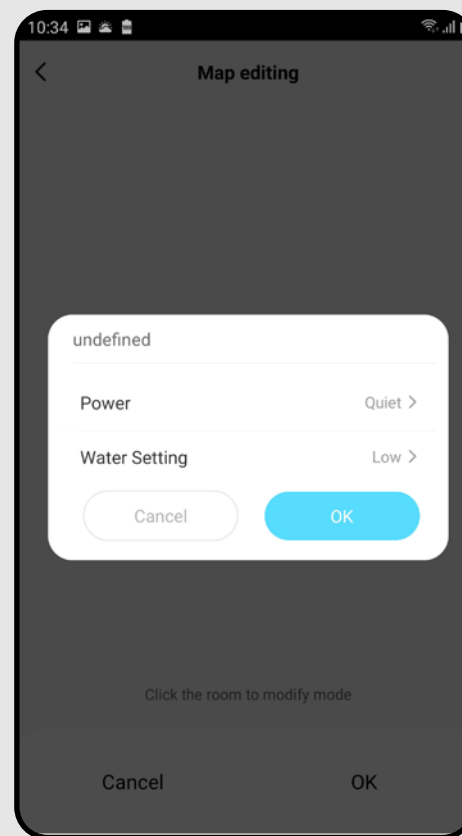 10:34
Map editing
undefined
Power Quiet
Water Setting Low
Cancel OK
Click the room to modify mode
Cancel OK